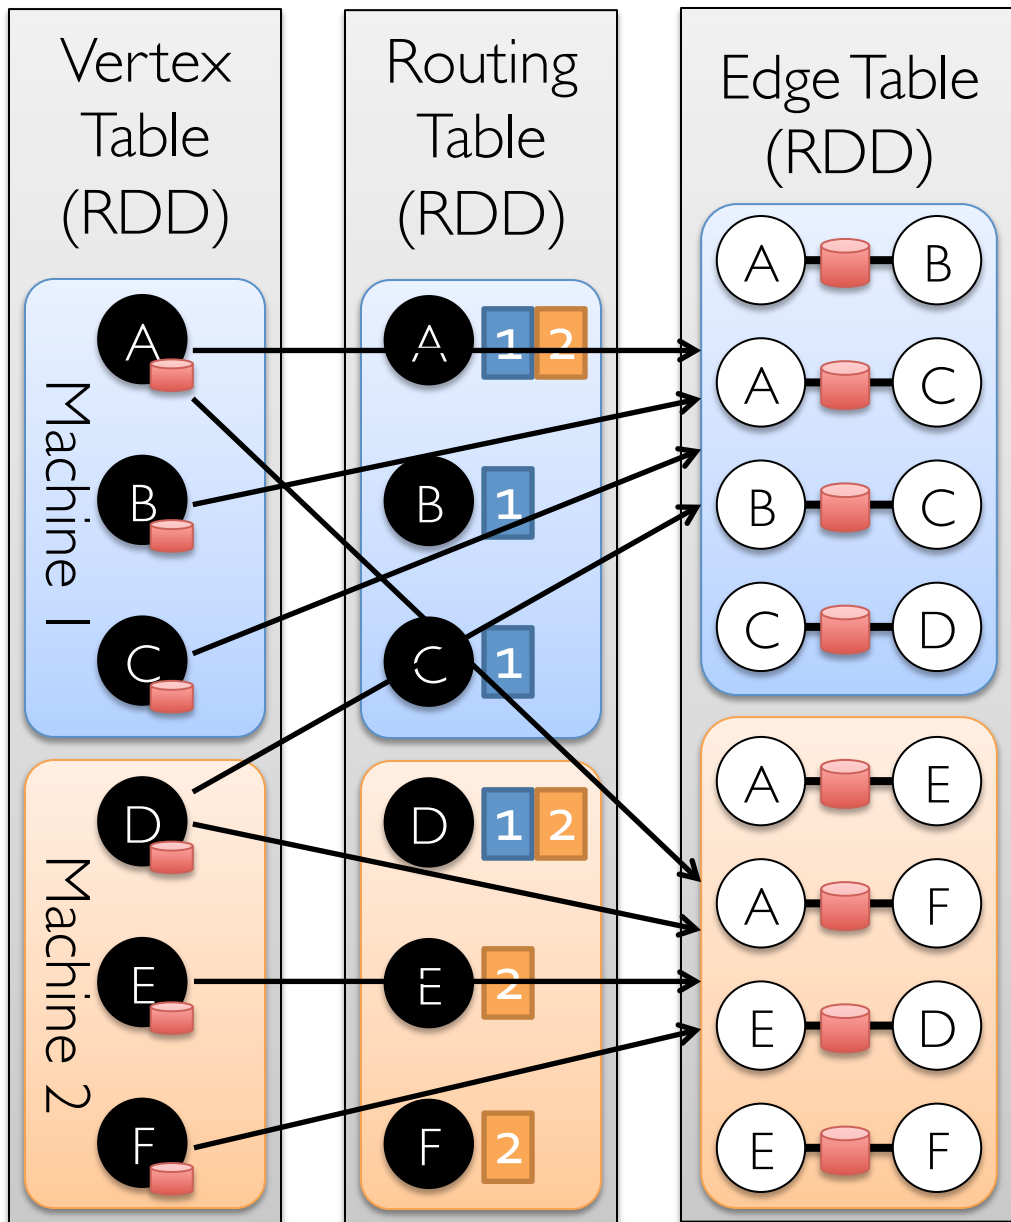 Vertex
Table
(RDD)
Machine 1
A
B
C
Machine 2
D
E
F
Routing
Table
(RDD)
A 1 2
B 1
C 1
D 1 2
E 2
F 2
Edge Table
(RDD)
A B
A C
B C
C D
A E
A F
E D
E F